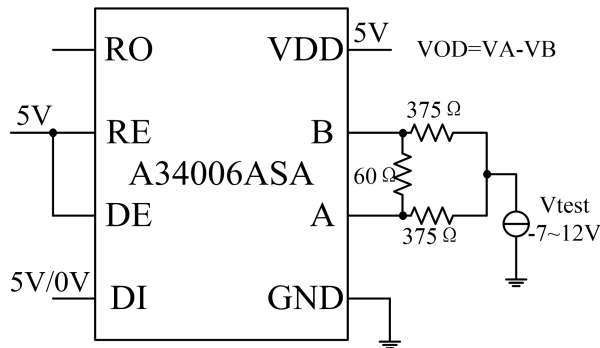 RO
VDD
5V
VOD=VA-VB
5V
RE
B
375 Ω
A34006ASA
60 Ω
DE
A
375 Ω
Vtest
-7~12V
5V/0V
DI
GND